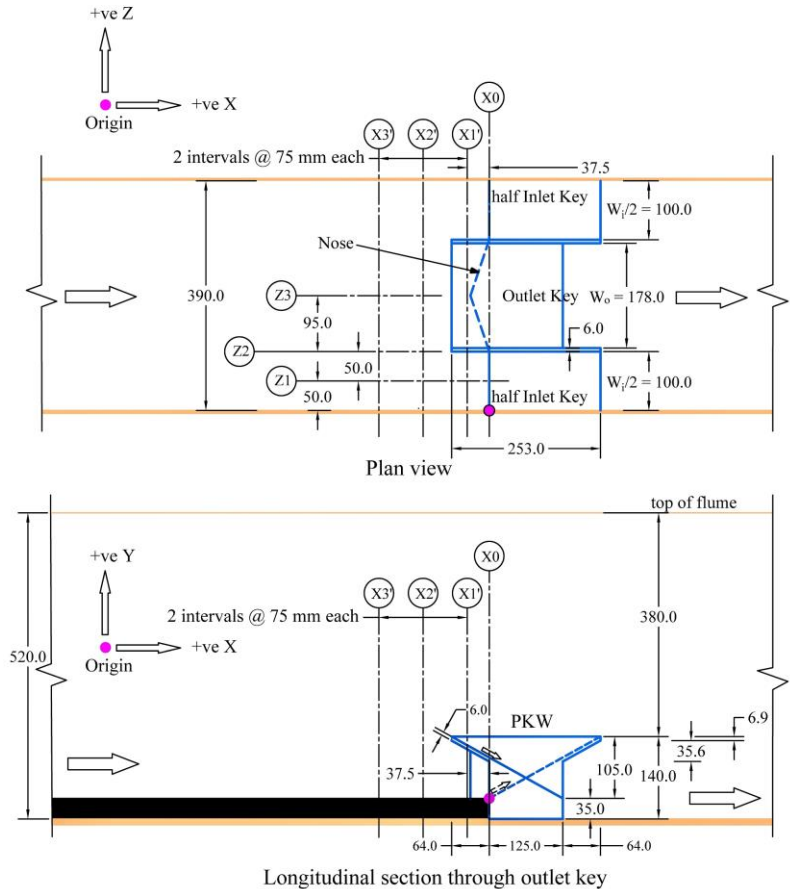 +ve Z
+ve X
Origin
X0
X3'
X2'
X1'
2 intervals @ 75 mm each
37.5
half Inlet Key
Wi/2 = 100.0
Nose
390.0
Z3
Outlet Key
Wo = 178.0
95.0
6.0
Z2
50.0
Z1
50.0
half Inlet Key
Wi/2 = 100.0
253.0
Plan view
top of flume
+ve Y
X0
X3'
X2'
X1'
2 intervals @ 75 mm each
380.0
+ve X
520.0
Origin
6.0
PKW
6.9
35.6
37.5
105.0
140.0
35.0
64.0
125.0
64.0
Longitudinal section through outlet key